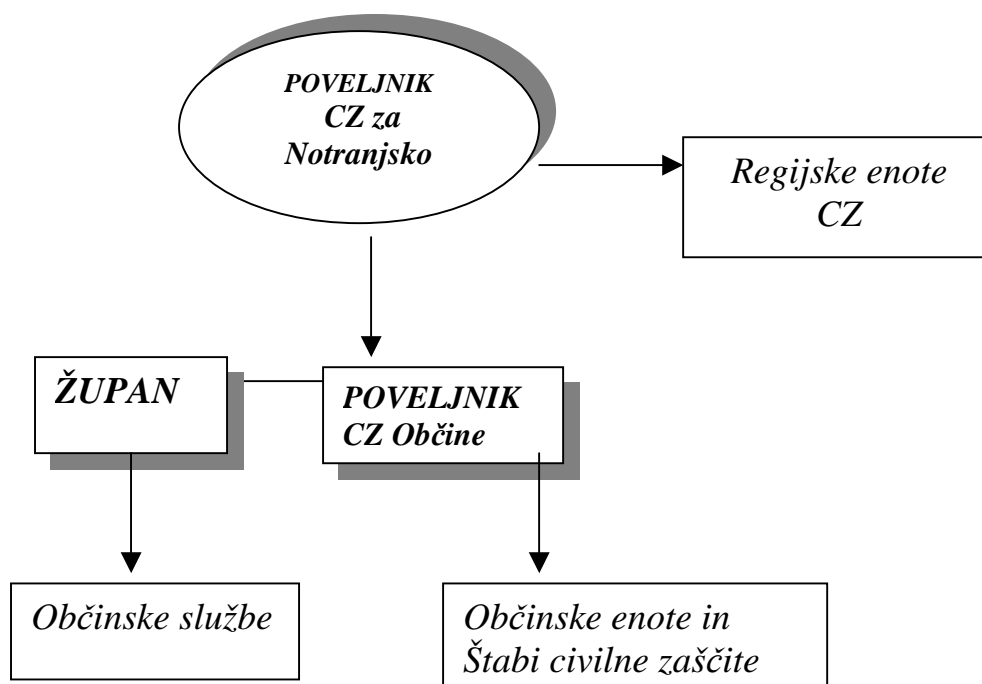 POVELJNIK
CZ za
Notranjsko
Regijske enote
CZ
ŽUPAN
POVELJNIK
CZ Občine
Občinske službe
Občinske enote in
Štabi civilne zaščite